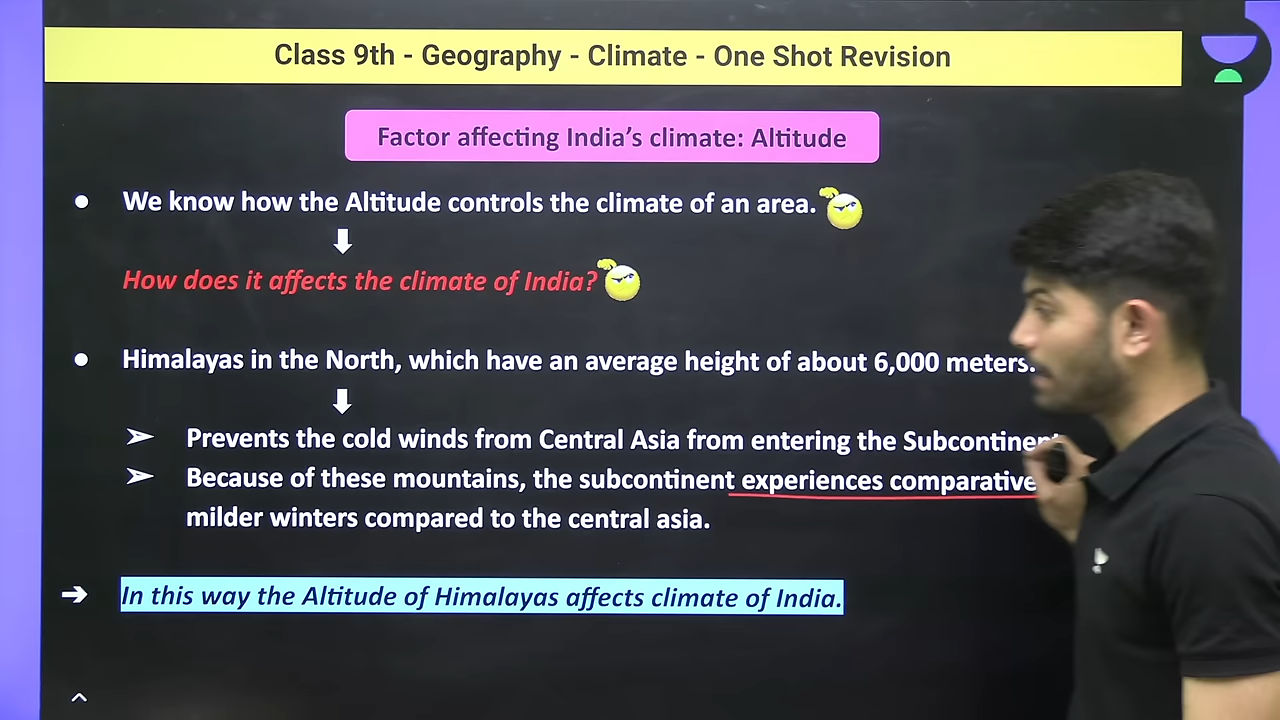 Class 9th - Geography - Climate - One Shot Revision
Factor affecting India's climate: Altitude
We know how the Altitude controls the climate of an area.
How does it affects the climate of India?
Himalayas in the North, which have an average height of about 6,000 meters.
Prevents the cold winds from Central Asia from entering the
Because of these mountains, the subcontinent experiences
milder winters compared to the central asia.
In this way the Altitude of Himalayas affects climate of India.